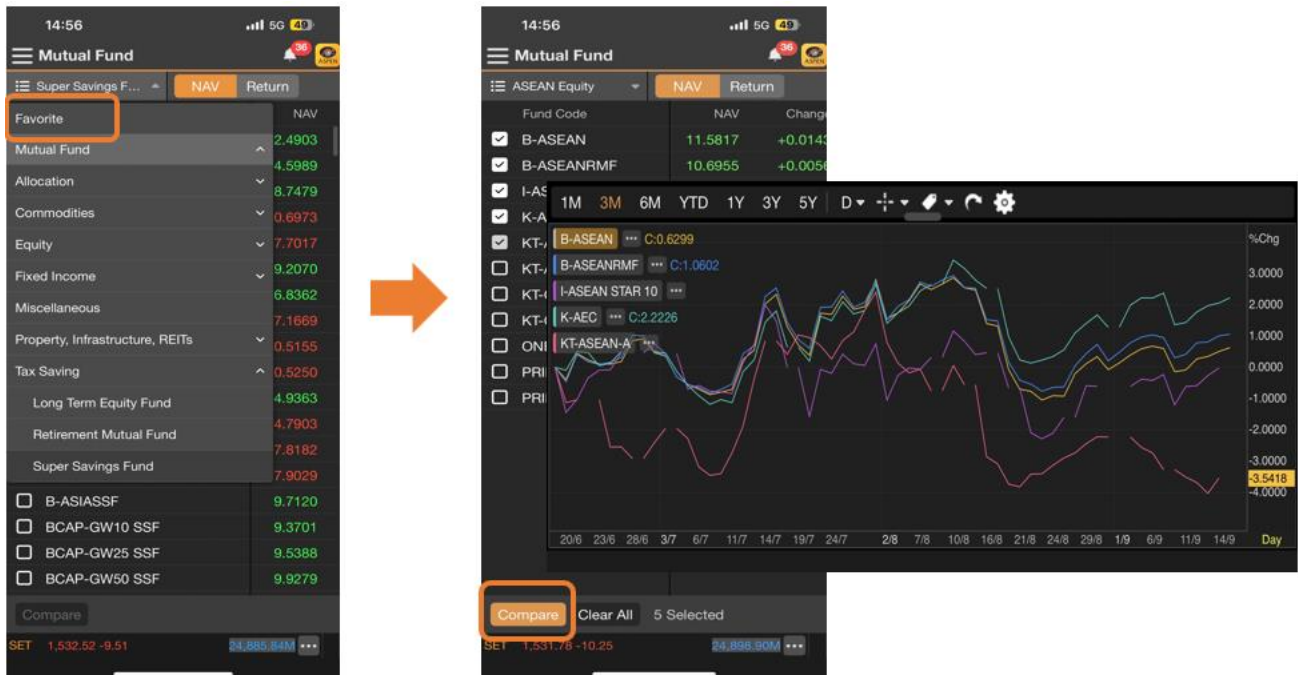 14:56
5G 49
Mutual Fund
36
ASPEN
Super Savings F... NAV Return
Favorite
NAV
Mutual Fund
2.4903
4.5989
Allocation
8.7479
Commodities
0.6973
Equity
7.7017
Fixed Income
9.2070
6.8362
Miscellaneous
7.1669
Property, Infrastructure, REITs
0.5155
Tax Saving
0.5250
Long Term Equity Fund
4.9363
4.7903
Retirement Mutual Fund
7.8182
Super Savings Fund
7.9029
B-ASIASSF 9.7120
BCAP-GW10 SSF 9.3701
BCAP-GW25 SSF 9.5388
BCAP-GW50 SSF 9.9279
Compare
SET 1,532.52 -9.51 24,885.84M
14:56
5G 49
Mutual Fund
36
ASPEN
ASEAN Equity NAV Return
Fund Code NAV Change
B-ASEAN 11.5817 +0.0143
B-ASEANRMF 10.6955 +0.0056
I-AS
K-A
KT-
KT-
KT-
KT-
ONI
PRI
PRI
1M 3M 6M YTD 1Y 3Y 5Y D
B-ASEAN ... C:0.6299
B-ASEANRMF ... C:1.0602
I-ASEAN STAR 10 ...
K-AEC ... C:2.2226
KT-ASEAN-A ...
%Chg
3.0000
2.0000
1.0000
0.0000
-1.0000
-2.0000
-3.0000
-3.5418
-4.0000
20/6 23/6 28/6 3/7 6/7 11/7 14/7 19/7 24/7 2/8 7/8 10/8 16/8 21/8 24/8 29/8 1/9 6/9 11/9 14/9 Day
Compare Clear All 5 Selected
SET 1,531.78 -10.25 24,898.90M